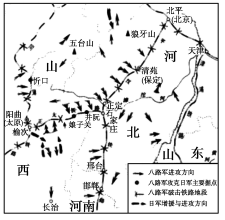 北平
(北京)
五台山
狼牙山
天津
山
河
忻口
清苑
(保定)
阳曲
(太原)
榆次
正定
井陉
石家庄
娘子关
西
北
山东
邢台
邯郸
长治
河南
八路军进攻方向
八路军攻克日军主要据点
八路军破击铁路地段
日军增援与进攻方向